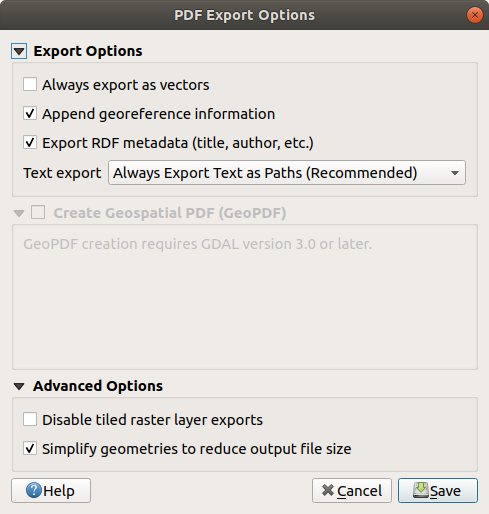 PDF Export Options
Export Options
Always export as vectors
Append georeference information
Export RDF metadata (title, author, etc.)
Text export Always Export Text as Paths (Recommended)
Create Geospatial PDF (GeoPDF)
GeoPDF creation requires GDAL version 3.0 or later.
Advanced Options
Disable tiled raster layer exports
Simplify geometries to reduce output file size
Help Cancel Save